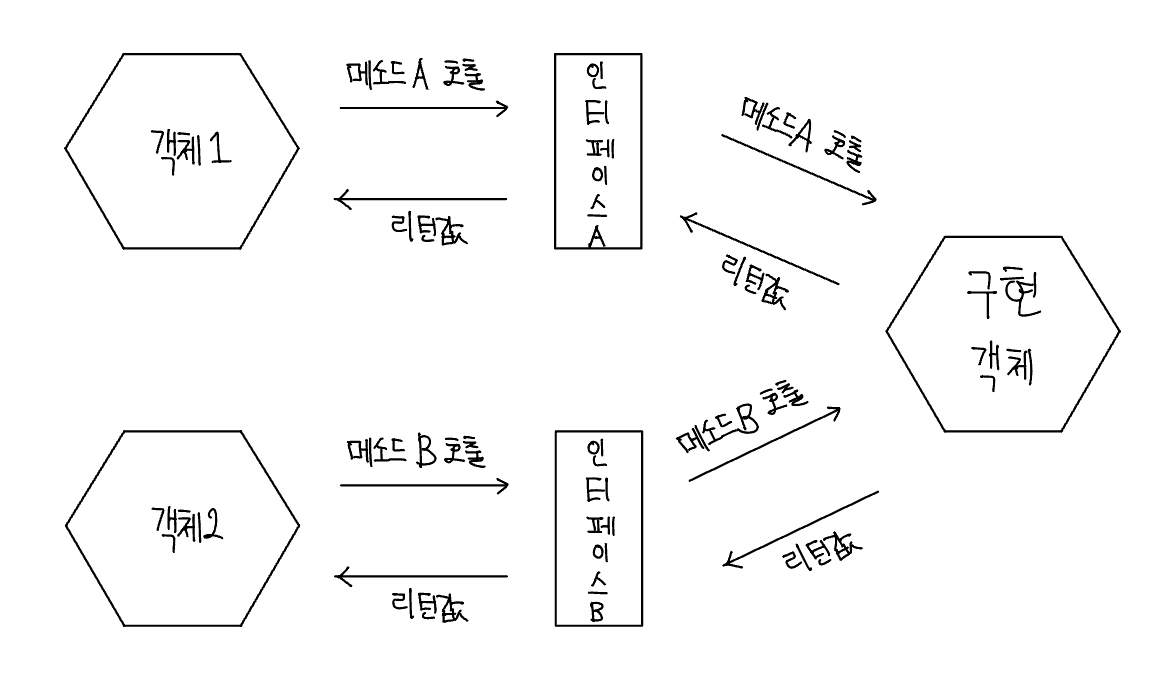 객체 1
메소드 A 호출
리턴값
인터페이스A
메소드A 호출
리턴값
구현
객체
객체2
메소드 B 호출
리턴값
인터페이스B
메소드B 호출
리턴값